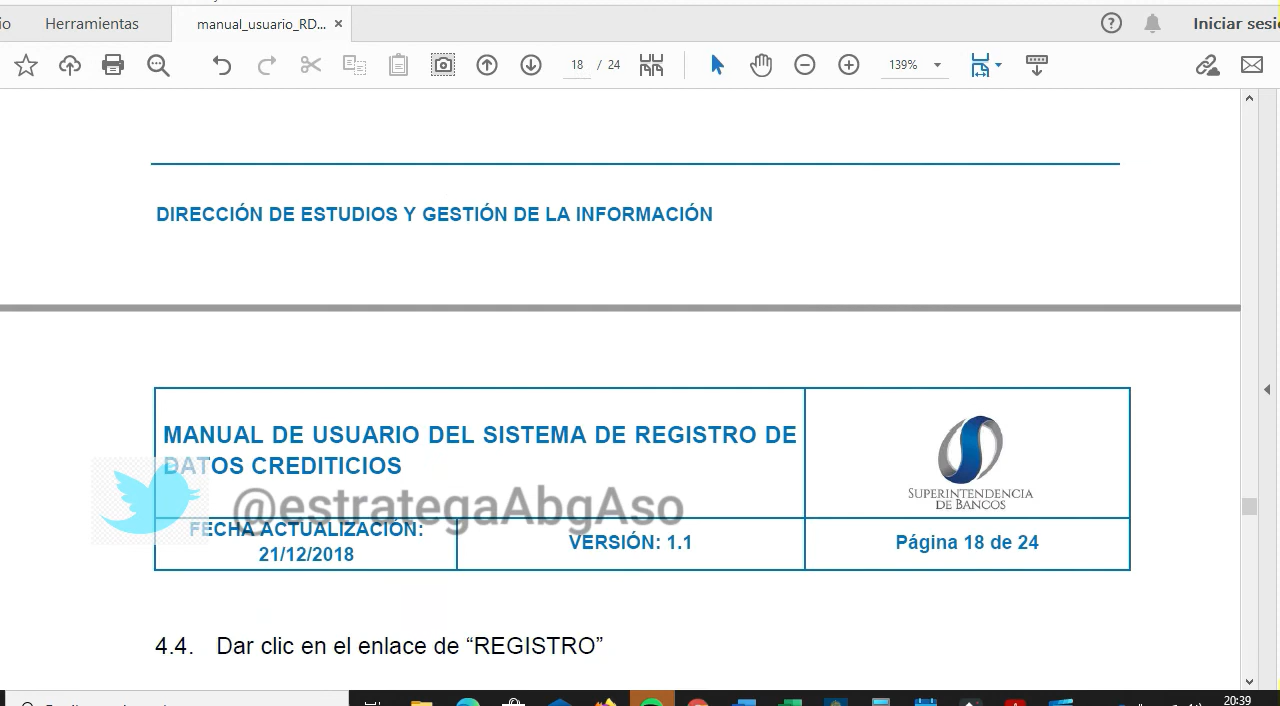 io Herramientas manual_usuario_RD... × Iniciar sesi
18 / 24 139%
DIRECCIÓN DE ESTUDIOS Y GESTIÓN DE LA INFORMACIÓN
MANUAL DE USUARIO DEL SISTEMA DE REGISTRO DE
DATOS CREDITICIOS
SUPERINTENDENCIA
DE BANCOS
@estrategaAbgAso
FECHA ACTUALIZACIÓN:
21/12/2018
VERSIÓN: 1.1
Página 18 de 24
4.4. Dar clic en el enlace de “REGISTRO”
20:39